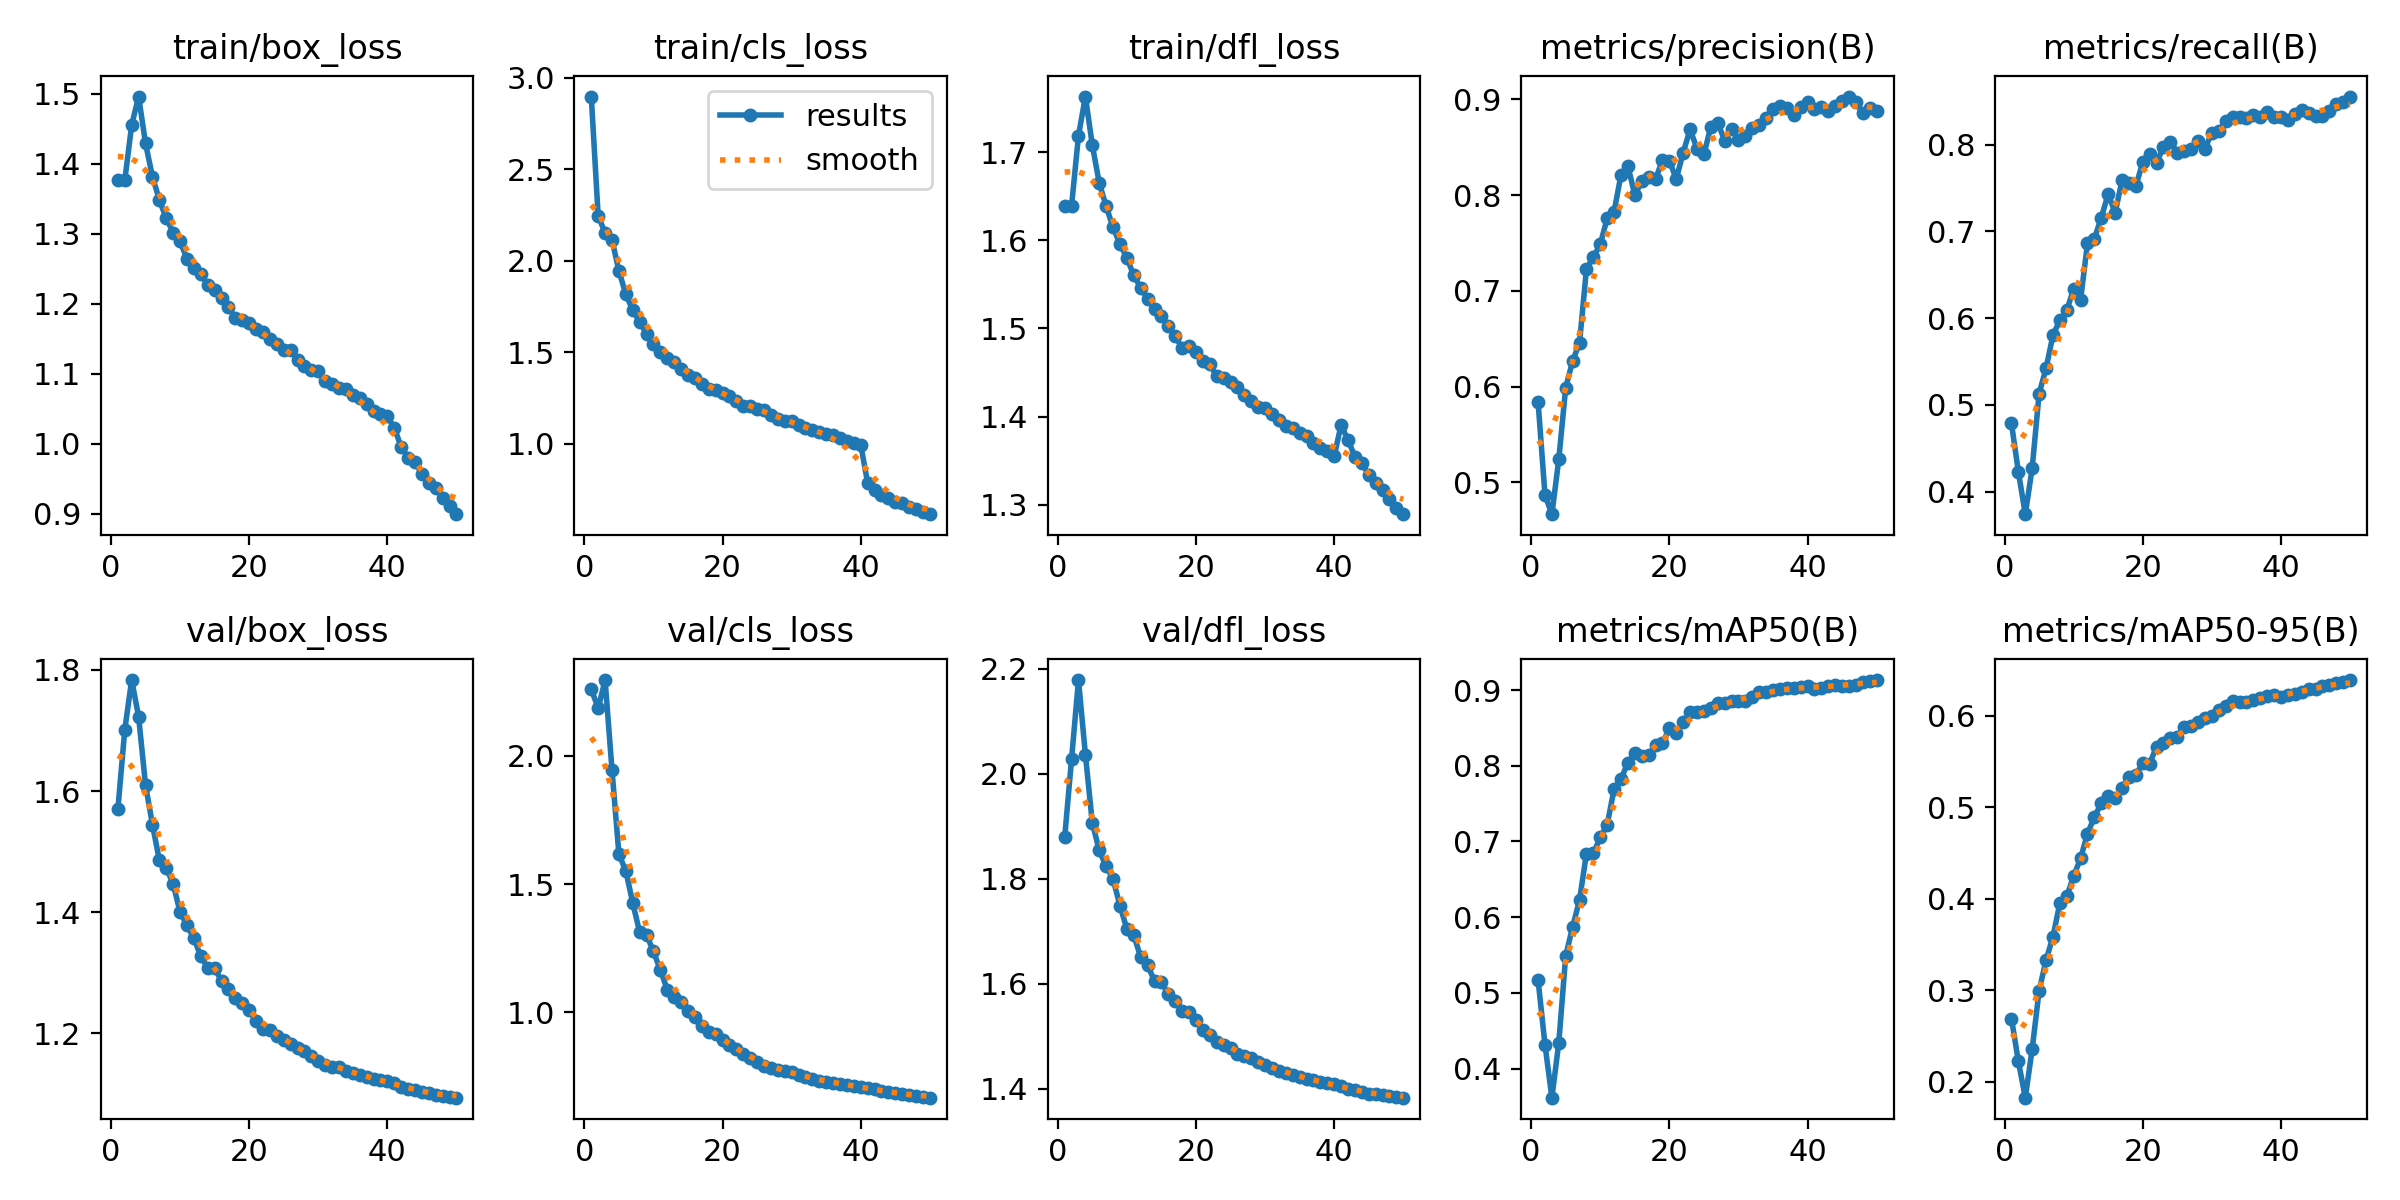 train/box_loss
1.5
1.4
1.3
1.2
1.1
1.0
0.9
0 20 40
train/cls_loss
results
smooth
3.0
2.5
2.0
1.5
1.0
0 20 40
train/dfl_loss
1.7
1.6
1.5
1.4
1.3
0 20 40
metrics/precision(B)
0.9
0.8
0.7
0.6
0.5
0 20 40
metrics/recall(B)
0.8
0.7
0.6
0.5
0.4
0 20 40
val/box_loss
1.8
1.6
1.4
1.2
0 20 40
val/cls_loss
2.0
1.5
1.0
0 20 40
val/dfl_loss
2.2
2.0
1.8
1.6
1.4
0 20 40
metrics/mAP50(B)
0.9
0.8
0.7
0.6
0.5
0.4
0 20 40
metrics/mAP50-95(B)
0.6
0.5
0.4
0.3
0.2
0 20 40